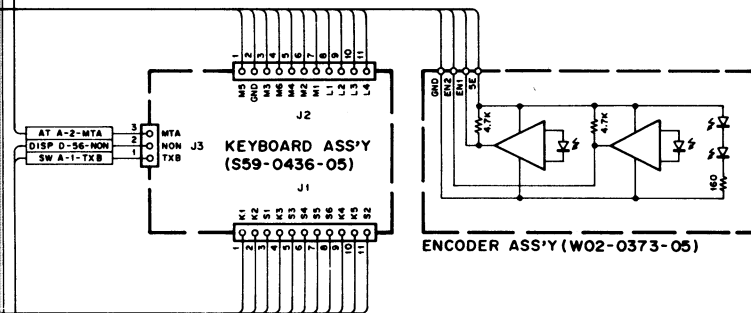 1 2 3 4 5 6 7 8 9 10 11
M5 GND M3 M6 M4 M2 M1 L1 L2 L3 L4
J2
GND EN2 EN1 5E
4.7K
4.7K
160
AT A-2-MTA 3 MTA
DISP D-56-NON 2 NON
SW A-1-TXB 1 TXB
J3
KEYBOARD ASS'Y
(S59-0436-05)
J1
K1 K2 S1 K3 S3 S4 S5 S6 K4 K5 S2
1 2 3 4 5 6 7 8 9 10 11
ENCODER ASS'Y (W02-0373-05)